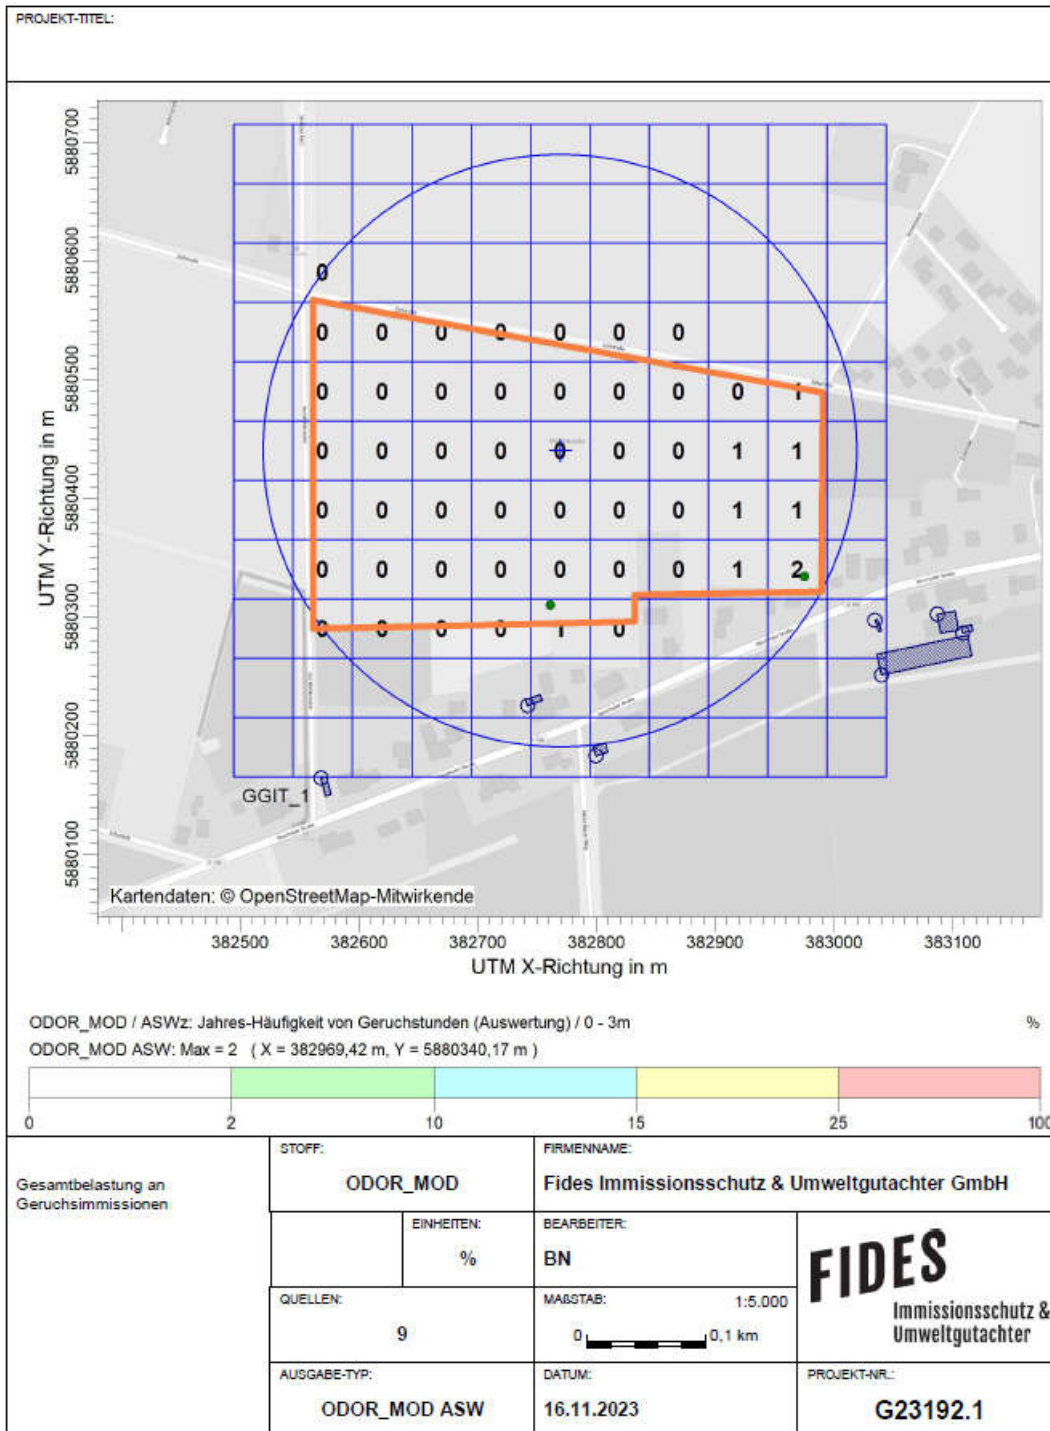 PROJEKT-TITEL:
5880700
5880600
5880500
5880400
5880300
5880200
5880100
UTM Y-Richtung in m
0
0 0 0 0 0 0 0
0 0 0 0 0 0 0 0 1
0 0 0 0 0 0 0 1 1
0 0 0 0 0 0 0 1 1
0 0 0 0 0 0 0 1 2
0 0 0 0 1 0
GGIT_1
Kartendaten: © OpenStreetMap-Mitwirkende
382500 382600 382700 382800 382900 383000 383100
UTM X-Richtung in m
ODOR_MOD / ASWz: Jahres-Häufigkeit von Geruchstunden (Auswertung) / 0 - 3m %
ODOR_MOD ASW: Max = 2 ( X = 382969,42 m, Y = 5880340,17 m )
0 2 10 15 25 100
Gesamtbelastung an
Geruchsimmissionen
STOFF:
ODOR_MOD
FIRMENNAME:
Fides Immissionsschutz & Umweltgutachter GmbH
EINHEITEN:
%
BEARBEITER:
BN
QUELLEN:
9
MAßSTAB: 1:5.000
0 0,1 km
FIDES
Immissionsschutz &
Umweltgutachter
AUSGABE-TYP:
ODOR_MOD ASW
DATUM:
16.11.2023
PROJEKT-NR.:
G23192.1